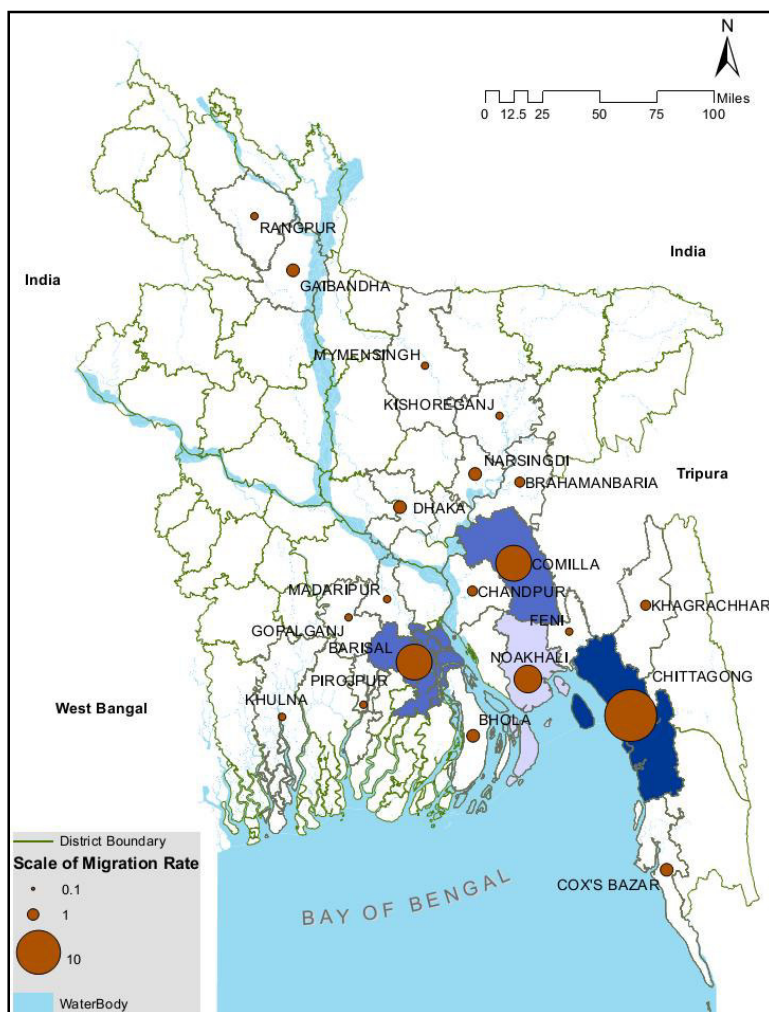 N
Miles
0 12.5 25 50 75 100
India
India
RANGPUR
GAIBANDHA
MYMENSINGH
KISHOREGANJ
NARSINGDI
Tripura
BRAHAMANBARIA
DHAKA
COMILLA
MADARIPUR
CHANDPUR
KHAGRACHHAR
GOPALGANJ
FENI
BARISAL
NOAKHALI
CHITTAGONG
PIROJPUR
KHULNA
West Bangal
BHOLA
COX'S BAZAR
BAY OF BENGAL
District Boundary
Scale of Migration Rate
0.1
1
10
WaterBody